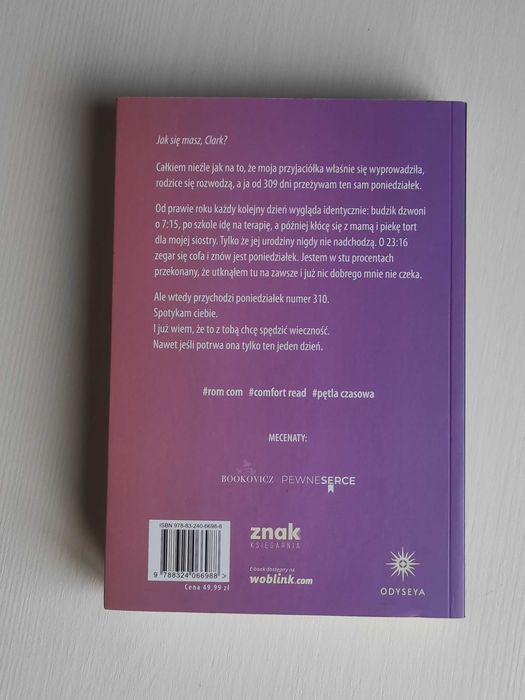 Jak się masz, Clark?
Całkiem nieźle jak na to, że moja przyjaciółka właśnie się wyprowadziła,
rodzice się rozwodzą, a ja od 309 dni przeżywam ten sam poniedziałek.
Od prawie roku każdy kolejny dzień wygląda identycznie: budzik dzwoni
o 7:15, po szkole idę na terapię, a później kłócę się z mamą i piekę tort
dla mojej siostry. Tylko że jej urodziny nigdy nie nadchodzą. O 23:16
zegar się cofa i znów jest poniedziałek. Jestem w stu procentach
przekonany, że utknąłem tu na zawsze i już nic dobrego mnie nie czeka.
Ale wtedy przychodzi poniedziałek numer 310.
Spotykam ciebie.
I już wiem, że to z tobą chcę spędzić wieczność.
Nawet jeśli potrwa ona tylko ten jeden dzień.
#rom com #comfort read #pętla czasowa
MECENATY:
BOOKOVICZ PEWNESERCE
ISBN 978-83-240-6698-8
9 788324 066988 >
Cena 49,99 zł
znak
KSIĘGARNIA
E-book dostępny na
woblink.com
ODYSEYA